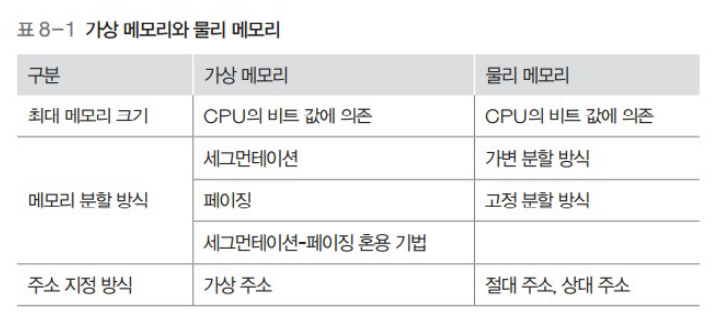 표 8-1 가상 메모리와 물리 메모리
구분 가상 메모리 물리 메모리
최대 메모리 크기 CPU의 비트 값에 의존 CPU의 비트 값에 의존
세그먼테이션 가변 분할 방식
메모리 분할 방식 페이징 고정 분할 방식
세그먼테이션-페이징 혼용 기법
주소 지정 방식 가상 주소 절대 주소, 상대 주소